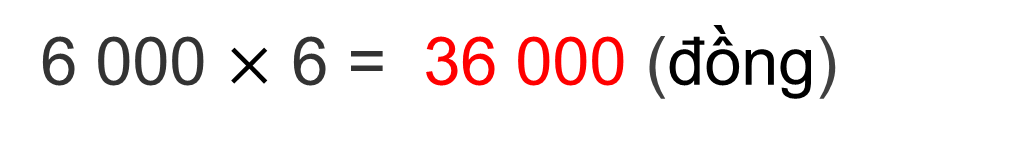 6 000 × 6 = 36 000 (đồng)